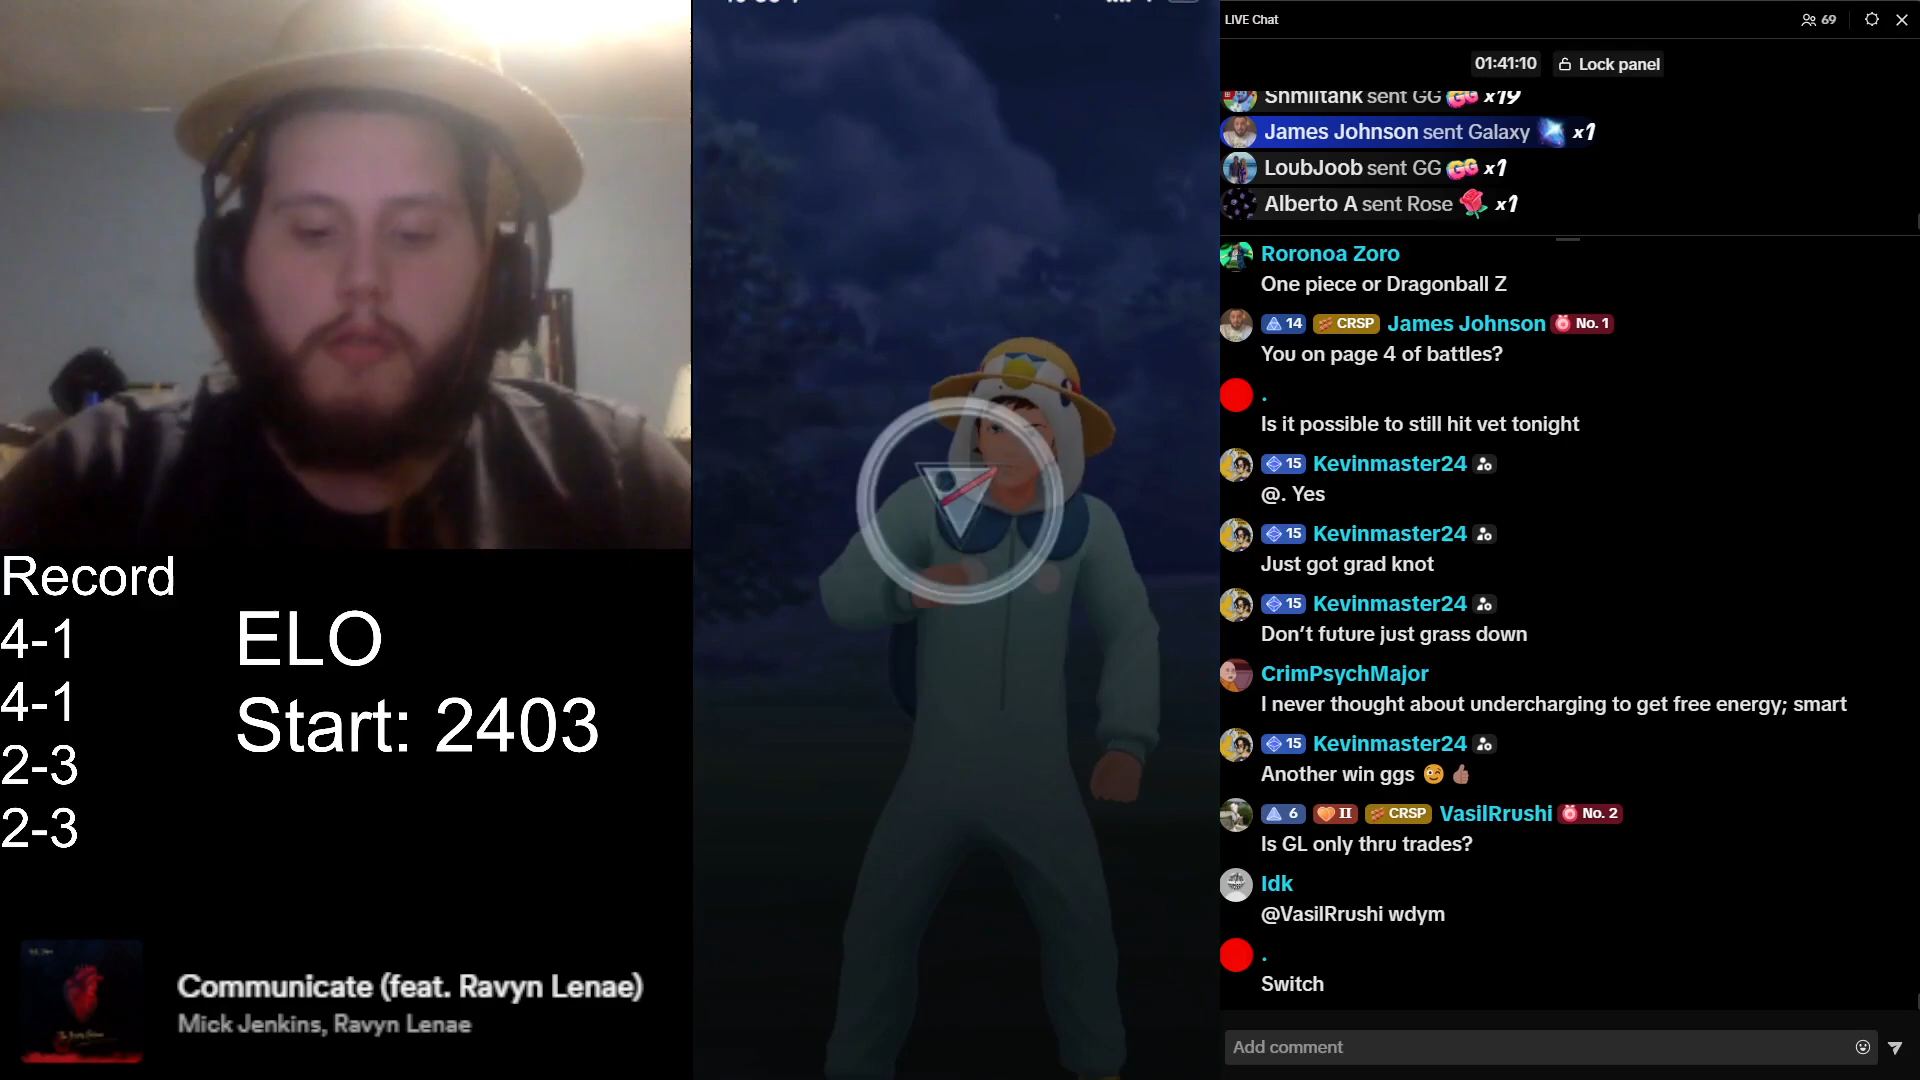 Record
4-1
4-1
2-3
2-3
ELO
Start: 2403
Communicate (feat. Ravyn Lenae)
Mick Jenkins, Ravyn Lenae
LIVE Chat
69
01:41:10
Lock panel
Shmiltank sent GG x19
James Johnson sent Galaxy x1
LoubJoob sent GG x1
Alberto A sent Rose x1
Roronoa Zoro
One piece or Dragonball Z
14 CRSP James Johnson No. 1
You on page 4 of battles?
.
Is it possible to still hit vet tonight
15 Kevinmaster24
@. Yes
15 Kevinmaster24
Just got grad knot
15 Kevinmaster24
Don’t future just grass down
CrimPsychMajor
I never thought about undercharging to get free energy; smart
15 Kevinmaster24
Another win ggs 😉 👍🏽
6 II CRSP VasilRrushi No. 2
Is GL only thru trades?
Idk
@VasilRrushi wdym
.
Switch
Add comment